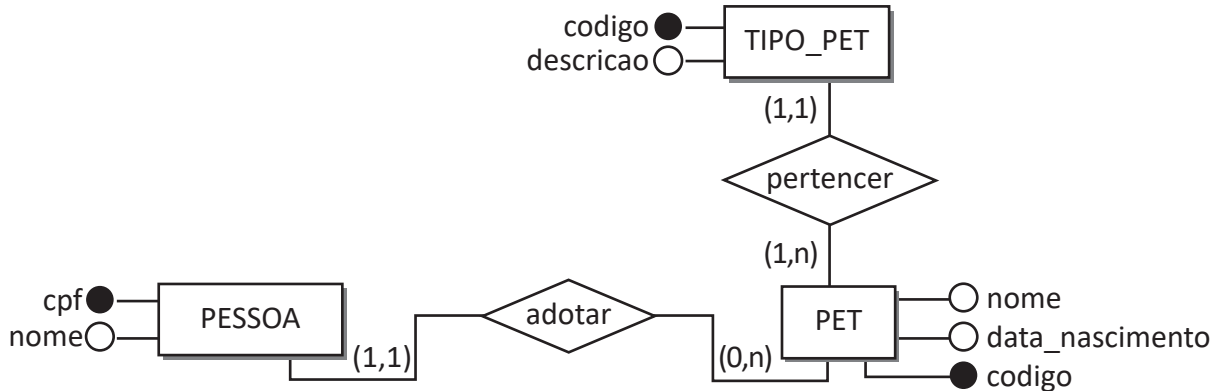 codigo
TIPO_PET
descricao
(1,1)
pertencer
(1,n)
cpf
PESSOA
nome
(1,1)
adotar
(0,n)
PET
nome
data_nascimento
codigo